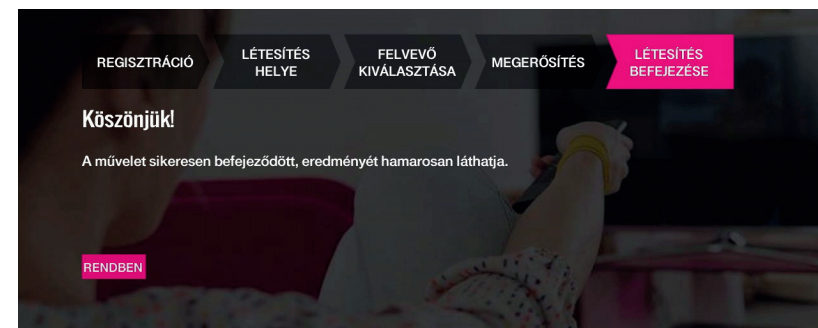 REGISZTRÁCIÓ
LÉTESÍTÉS
HELYE
FELVEVŐ
KIVÁLASZTÁSA
MEGERŐSÍTÉS
LÉTESÍTÉS
BEFEJEZÉSE
Köszönjük!
A művelet sikeresen befejeződött, eredményét hamarosan láthatja.
RENDBEN